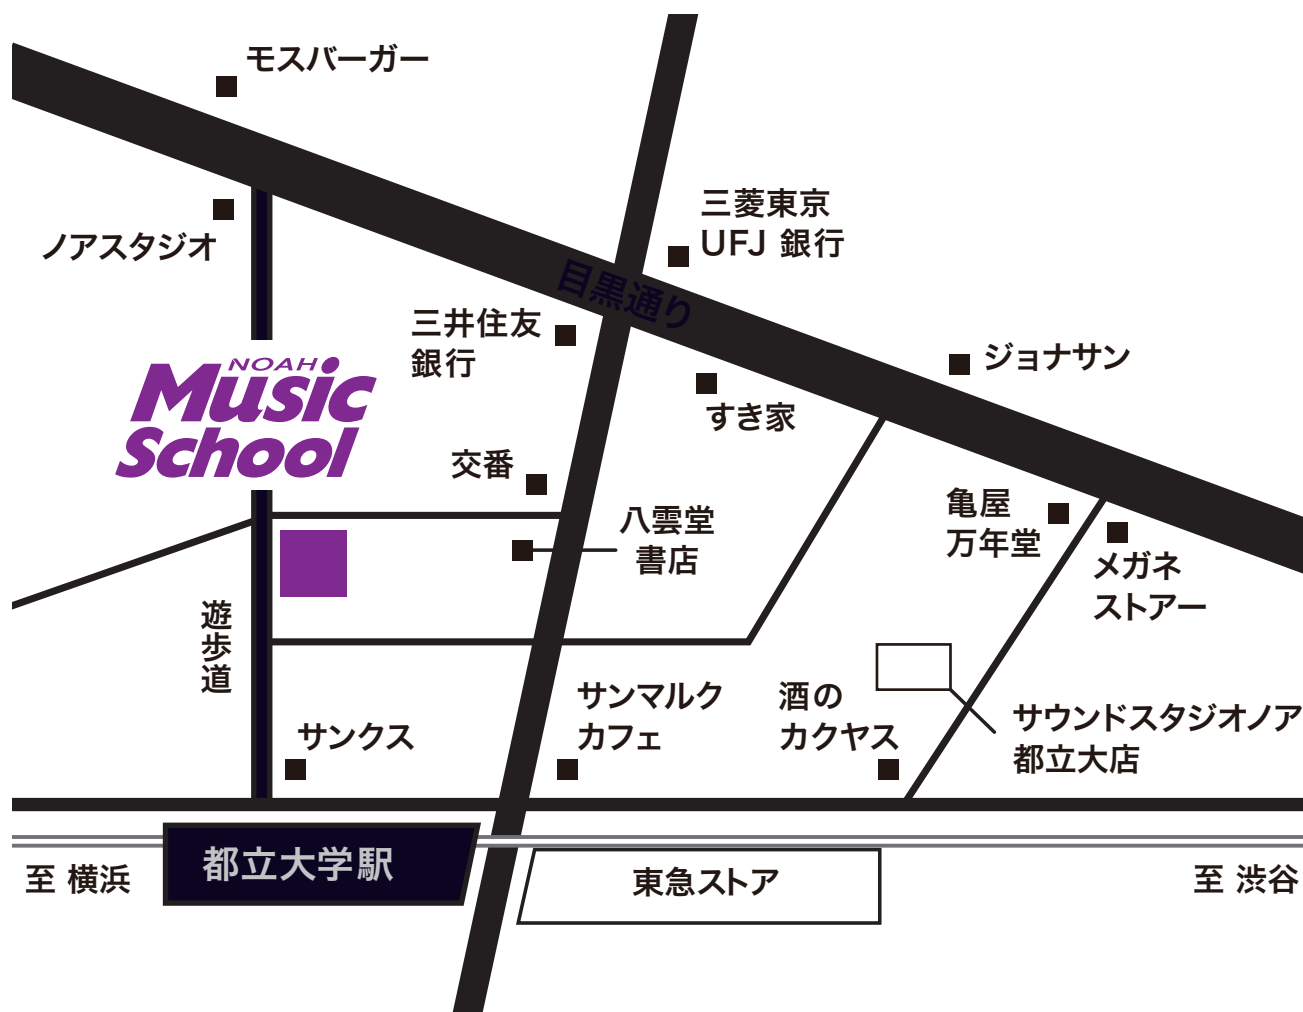 モスバーガー
三菱東京
UFJ 銀行
ノアスタジオ
目黒通り
三井住友
銀行
ジョナサン
NOAH
Music
School
すき家
交番
亀屋
万年堂
八雲堂
書店
メガネ
ストアー
遊歩道
サンマルク
カフェ
酒の
カクヤス
サウンドスタジオノア
都立大店
サンクス
都立大学駅
至 横浜
東急ストア
至 渋谷